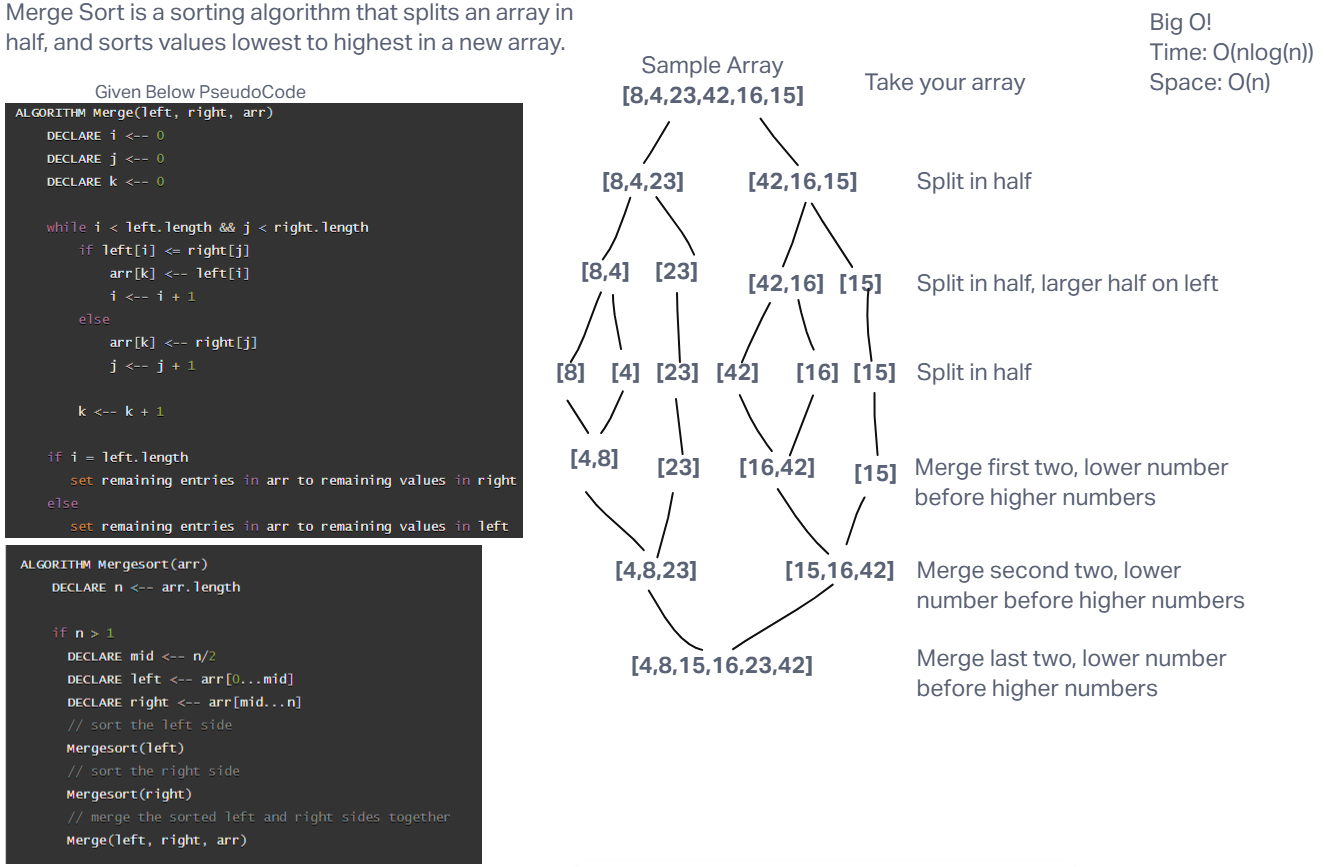 Merge Sort is a sorting algorithm that splits an array in
half, and sorts values lowest to highest in a new array.
Given Below PseudoCode
ALGORITHM Merge(left, right, arr)
DECLARE i <-- 0
DECLARE j <-- 0
DECLARE k <-- 0
while i < left.length && j < right.length
if left[i] <= right[j]
arr[k] <-- left[i]
i <-- i + 1
else
arr[k] <-- right[j]
j <-- j + 1
k <-- k + 1
if i = left.length
set remaining entries in arr to remaining values in right
else
set remaining entries in arr to remaining values in left
ALGORITHM Mergesort(arr)
DECLARE n <-- arr.length
if n > 1
DECLARE mid <-- n/2
DECLARE left <-- arr[0...mid]
DECLARE right <-- arr[mid...n]
// sort the left side
Mergesort(left)
// sort the right side
Mergesort(right)
// merge the sorted left and right sides together
Merge(left, right, arr)
Sample Array
[8,4,23,42,16,15]
Take your array
[8,4,23] [42,16,15]
Split in half
[8,4] [23] [42,16] [15]
Split in half, larger half on left
[8] [4] [23] [42] [16] [15]
Split in half
[4,8] [23] [16,42] [15]
Merge first two, lower number
before higher numbers
[4,8,23] [15,16,42]
Merge second two, lower
number before higher numbers
[4,8,15,16,23,42]
Merge last two, lower number
before higher numbers
Big O!
Time: O(nlog(n))
Space: O(n)